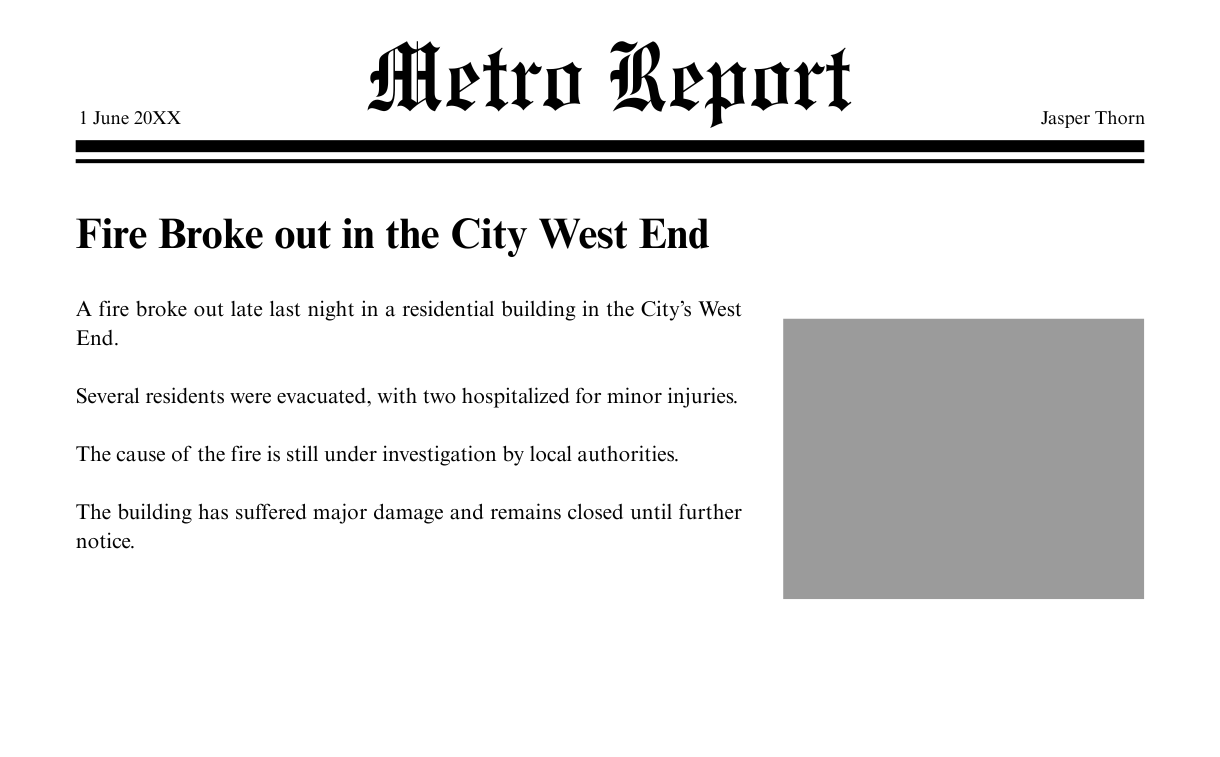 Metro Report
1 June 20XX
Jasper Thorn
Fire Broke out in the City West End
A fire broke out late last night in a residential building in the City’s West
End.
Several residents were evacuated, with two hospitalized for minor injuries.
The cause of the fire is still under investigation by local authorities.
The building has suffered major damage and remains closed until further
notice.